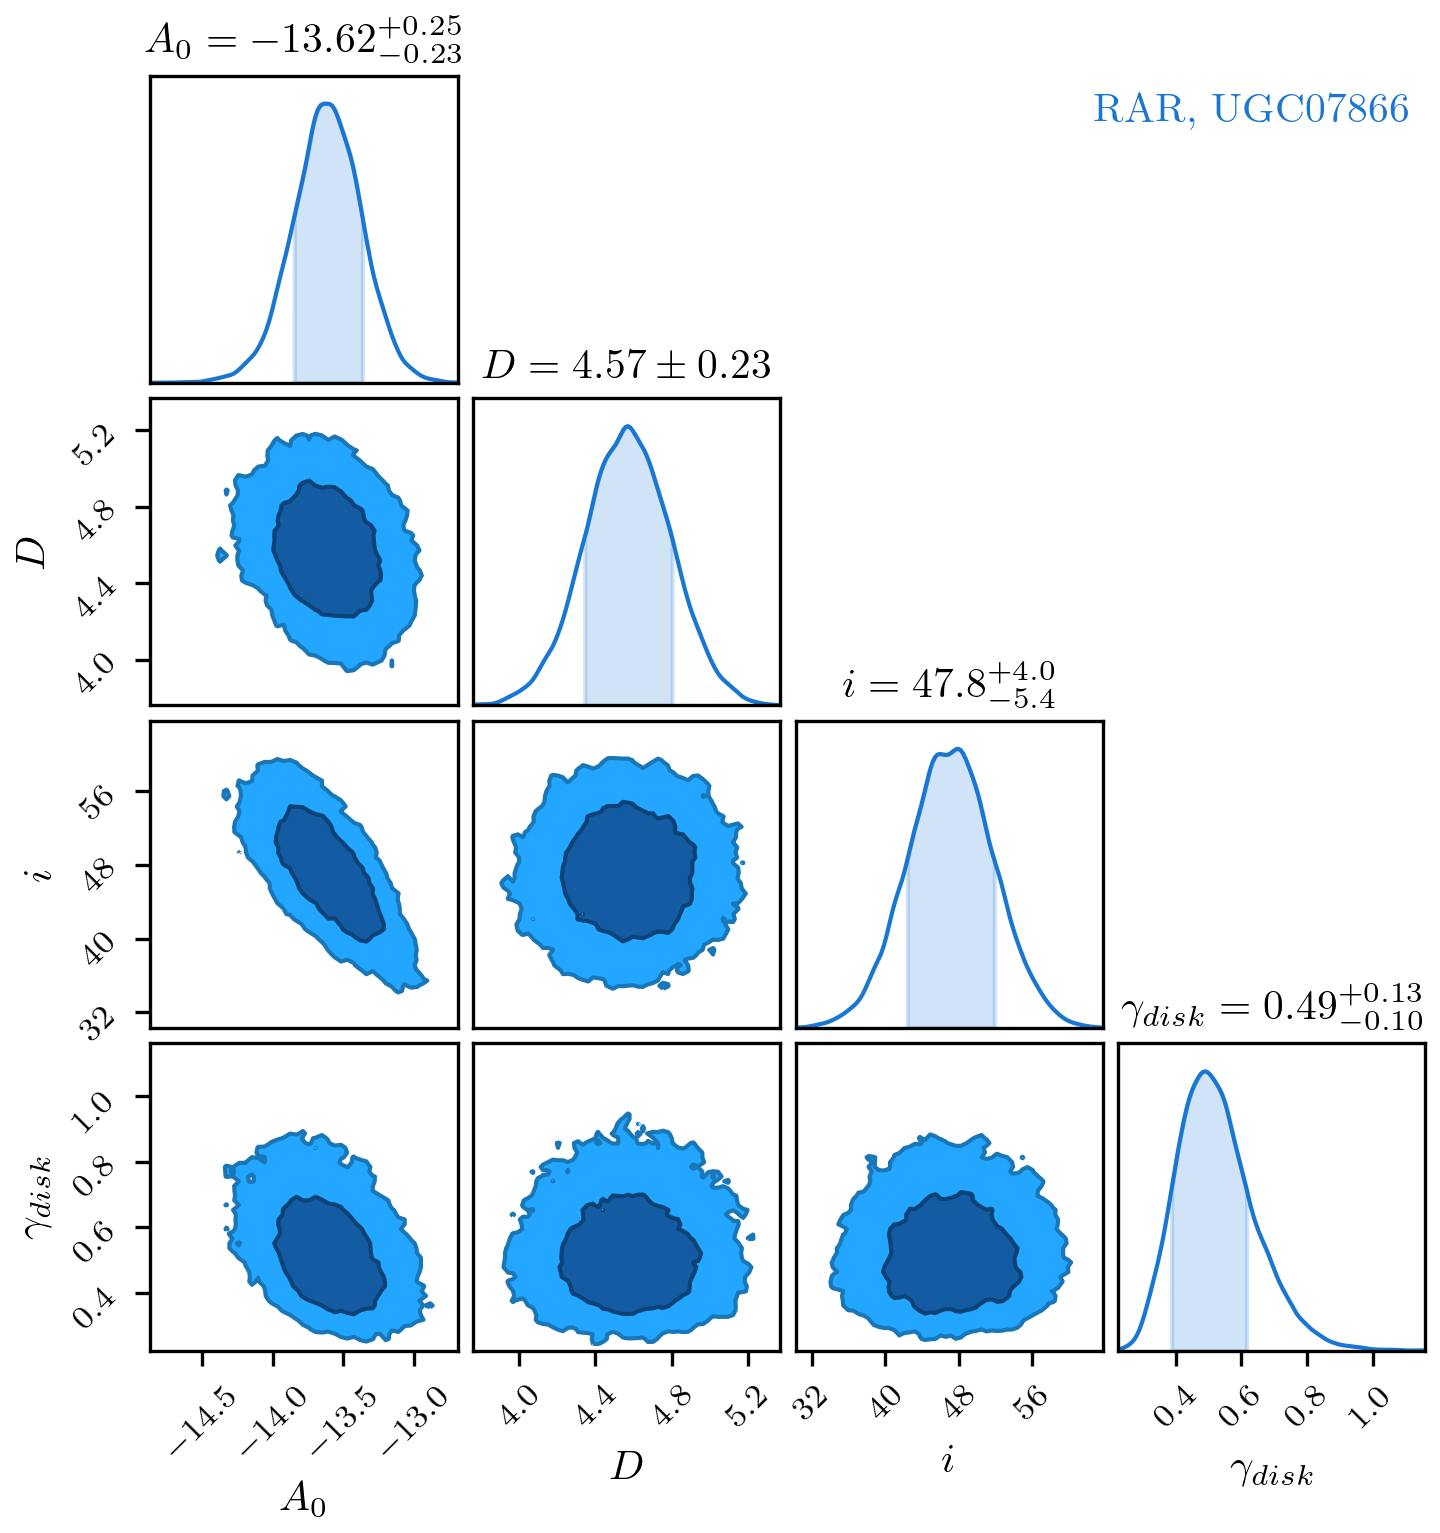 $A_0 = -13.62^{+0.25}_{-0.23}$
RAR, UGC07866
$D = 4.57 \pm 0.23$
5.2
4.8
4.4
4.0
D
$i = 47.8^{+4.0}_{-5.4}$
56
48
40
32
i
$\gamma_{disk} = 0.49^{+0.13}_{-0.10}$
1.0
0.8
0.6
0.4
$\gamma_{disk}$
−14.5 −14.0 −13.5 −13.0 4.0 4.4 4.8 5.2 32 40 48 56 0.4 0.6 0.8 1.0
$A_0$ D i $\gamma_{disk}$